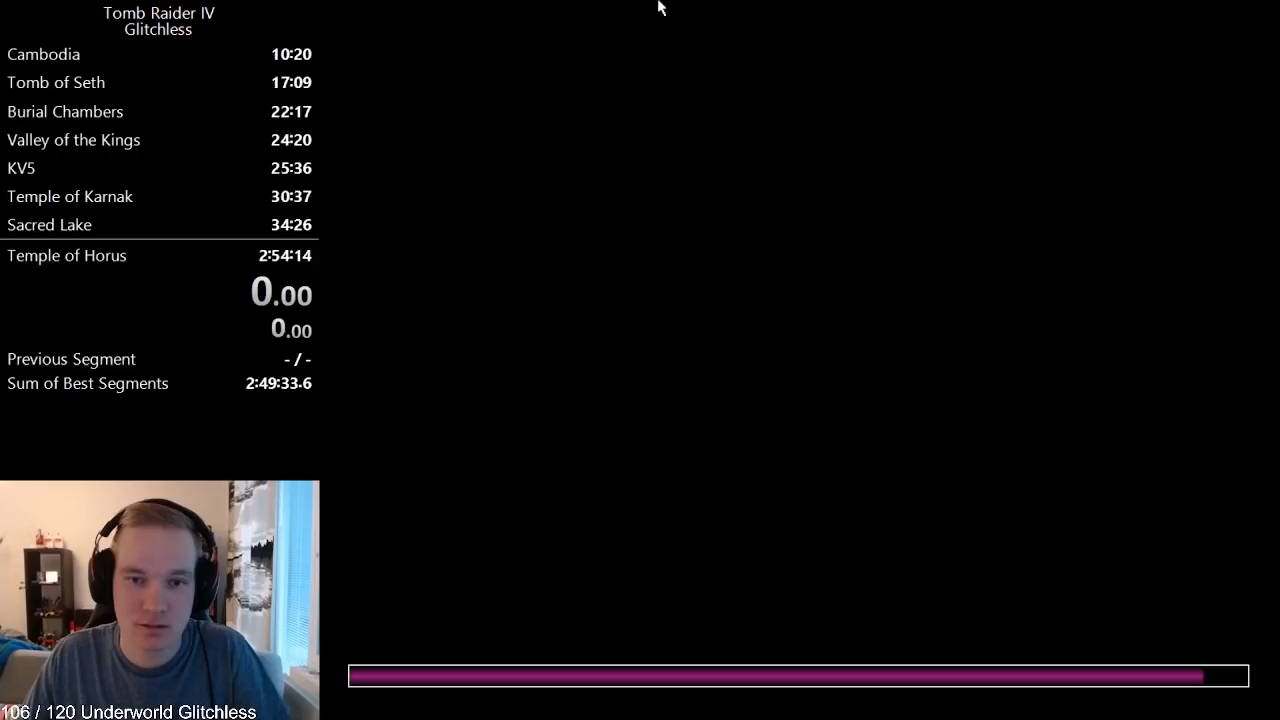 Tomb Raider IV
Glitchless
Cambodia 10:20
Tomb of Seth 17:09
Burial Chambers 22:17
Valley of the Kings 24:20
KV5 25:36
Temple of Karnak 30:37
Sacred Lake 34:26
Temple of Horus 2:54:14
0.00
0.00
Previous Segment - / -
Sum of Best Segments 2:49:33.6
106 / 120 Underworld Glitchless